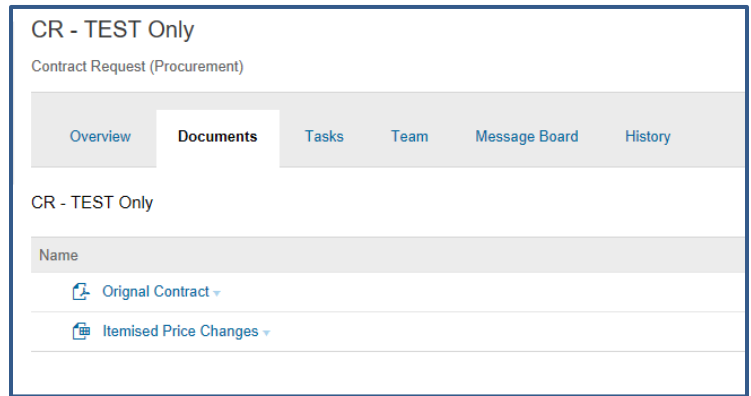 CR - TEST Only
Contract Request (Procurement)
Overview Documents Tasks Team Message Board History
CR - TEST Only
Name
Orignal Contract
Itemised Price Changes